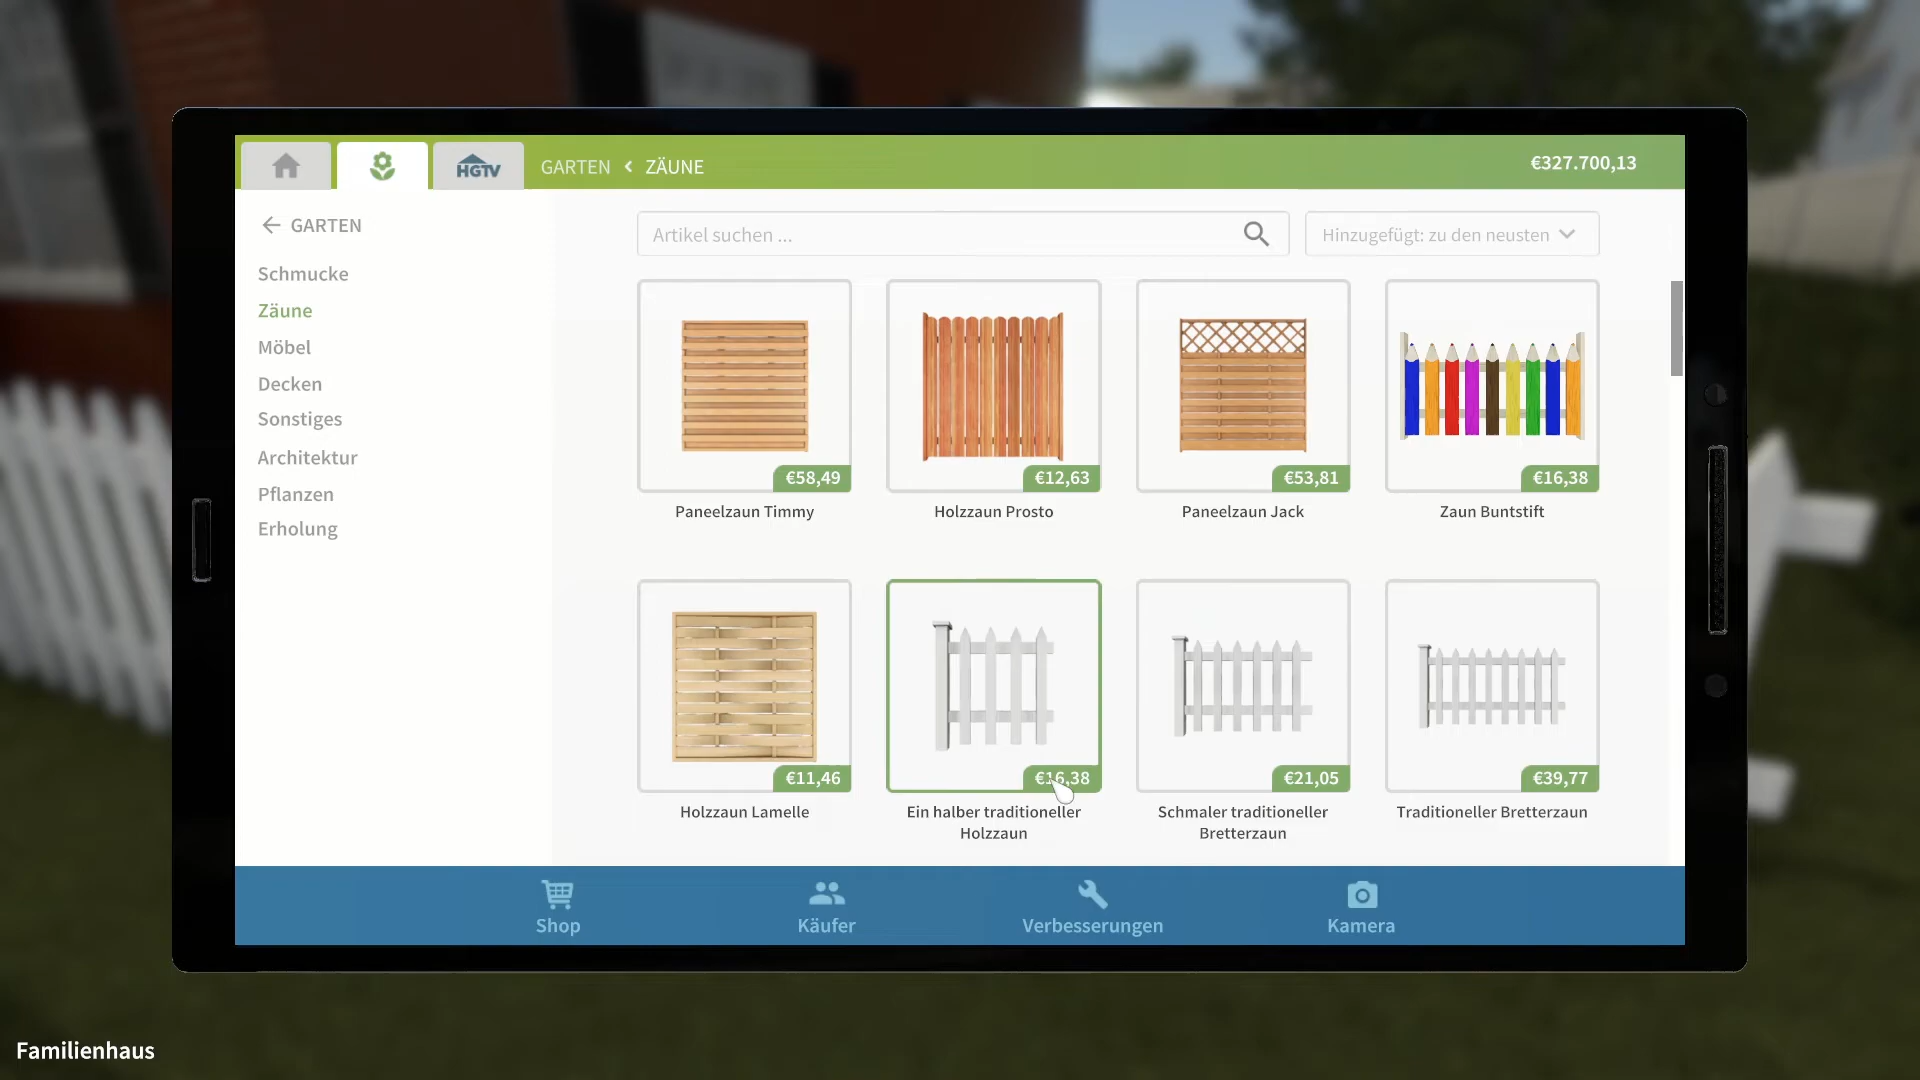 HGTV
GARTEN < ZÄUNE
€327.700,13
← GARTEN
Schmucke
Zäune
Möbel
Decken
Sonstiges
Architektur
Pflanzen
Erholung
Artikel suchen ...
Hinzugefügt: zu den neusten
€58,49
€12,63
€53,81
€16,38
Paneelzaun Timmy
Holzzaun Prosto
Paneelzaun Jack
Zaun Buntstift
€11,46
€16,38
€21,05
€39,77
Holzzaun Lamelle
Ein halber traditioneller
Holzzaun
Schmaler traditioneller
Bretterzaun
Traditioneller Bretterzaun
Shop
Käufer
Verbesserungen
Kamera
Familienhaus